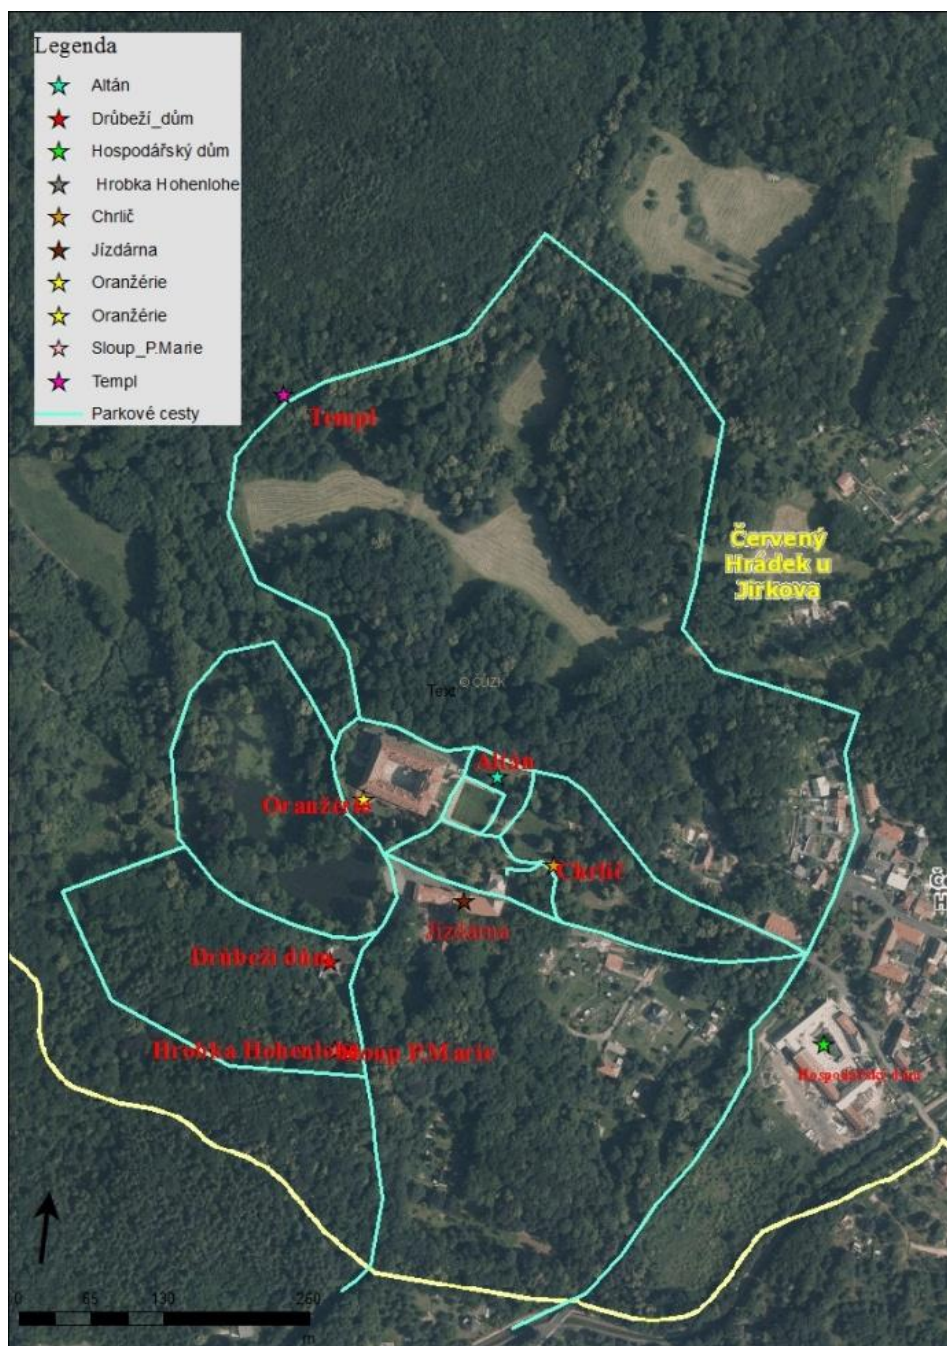 Legenda
Altán
Drůbeží_dům
Hospodářský dům
Hrobka Hohenlohe
Chrlič
Jízdárna
Oranžérie
Oranžérie
Sloup_P.Marie
Templ
Parkové cesty
Templ
Červený
Hrádek u
Jirkova
Text © ČÚZK
Altán
Oranžérie
Chrlič
Jízdárna
Drůbeží dům
Hrobka Hohenlohe
Sloup P.Marie
Hospodářský dům
0 65 130 260
m